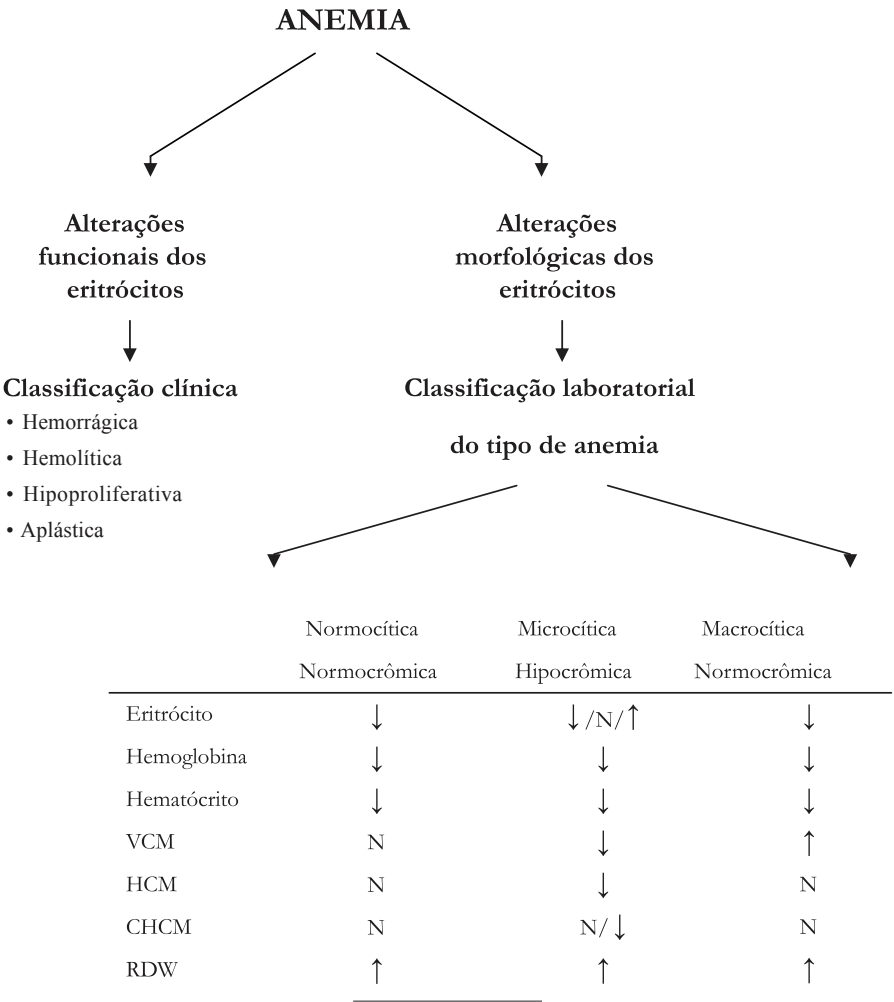 ANEMIA
Alterações
funcionais dos
eritrócitos
Alterações
morfológicas dos
eritrócitos
Classificação clínica
• Hemorrágica
• Hemolítica
• Hipoproliferativa
• Aplástica
Classificação laboratorial
do tipo de anemia
Normocítica Microcítica Macrocítica
Normocrômica Hipocrômica Normocrômica
Eritrócito ↓ ↓/N/↑ ↓
Hemoglobina ↓ ↓ ↓
Hematócrito ↓ ↓ ↓
VCM N ↓ ↑
HCM N ↓ N
CHCM N N/↓ N
RDW ↑ ↑ ↑